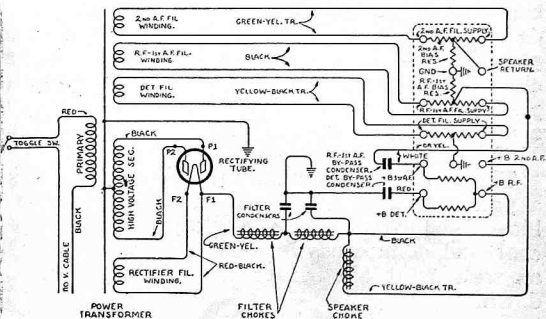 2ND A.F. FIL
WINDING.
GREEN-YEL. TR.
2ND A.F. FIL. SUPPLY.
2ND A.F.
BIAS
RES.
SPEAKER
RETURN.
R.F.-1ST A.F. FIL.
WINDING
BLACK
GND
R.F.-1ST
A.F. BIAS
RES.
DET. FIL
WINDING.
YELLOW-BLACK TR.
R.F.-1ST A.F. FIL. SUPPLY
DET. FIL. SUPPLY
RED
TOGGLE SW.
PRIMARY
BLACK
110 V. CABLE
BLACK
P2
P1
HIGH VOLTAGE SEC.
RECTIFYING
TUBE.
BLACK
F2
F1
OR YEL.
WHITE
R.F.-1ST A.F.
BY-PASS
CONDENSER.
DET. BY-PASS
CONDENSER
+B 1ST A.F.
RED
+B 2ND A.F.
+B R.F.
+B DET.
FILTER
CONDENSERS
GREEN-YEL.
RED-BLACK.
BLACK
RECTIFIER FIL.
WINDING.
YELLOW-BLACK TR.
POWER
TRANSFORMER
FILTER
CHOKES
SPEAKER
CHOKE